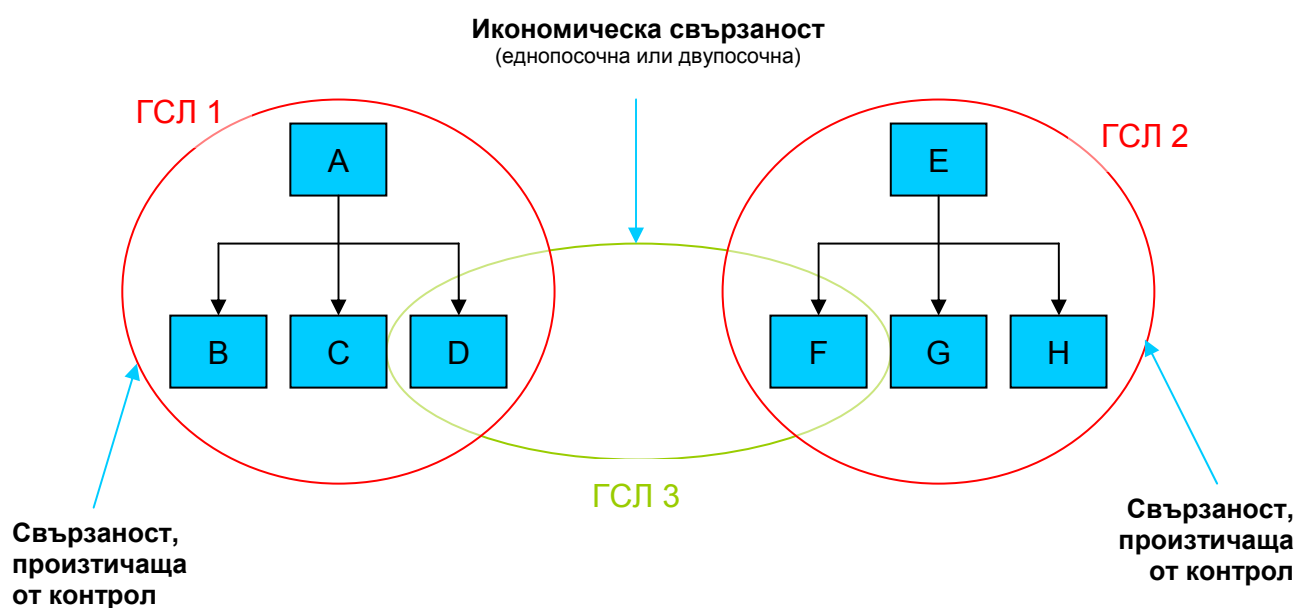 Икономическа свързаност
(еднопосочна или двупосочна)
ГСЛ 1
ГСЛ 2
A
E
B
C
D
F
G
H
ГСЛ 3
Свързаност,
произтичаща
от контрол
Свързаност,
произтичаща
от контрол